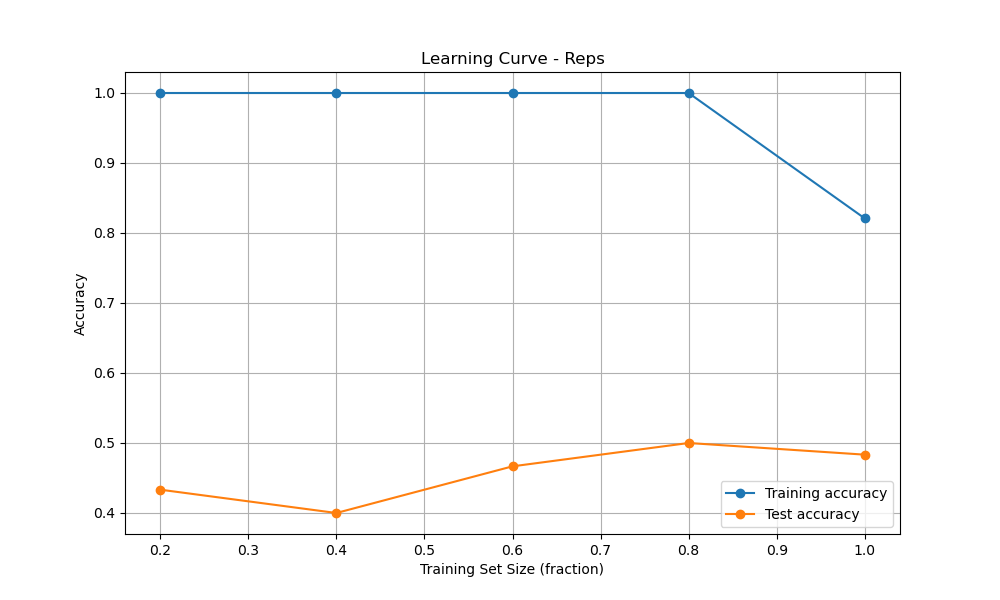 Learning Curve - Reps
1.0
0.9
0.8
0.7
0.6
0.5
0.4
Accuracy
Training accuracy
Test accuracy
0.2 0.3 0.4 0.5 0.6 0.7 0.8 0.9 1.0
Training Set Size (fraction)